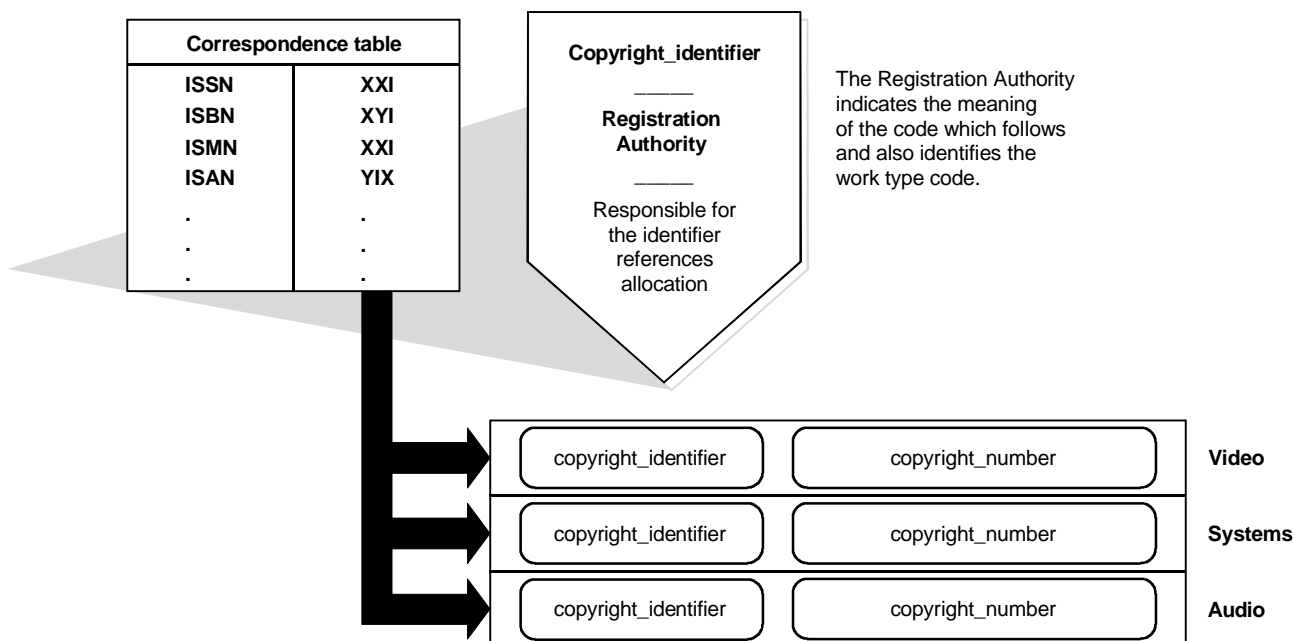 Correspondence table
ISSN XXI
ISBN XYI
ISMN XXI
ISAN YIX
. .
. .
. .
Copyright_identifier
_____
Registration
Authority
_____
Responsible for
the identifier
references
allocation
The Registration Authority
indicates the meaning
of the code which follows
and also identifies the
work type code.
copyright_identifier copyright_number Video
copyright_identifier copyright_number Systems
copyright_identifier copyright_number Audio